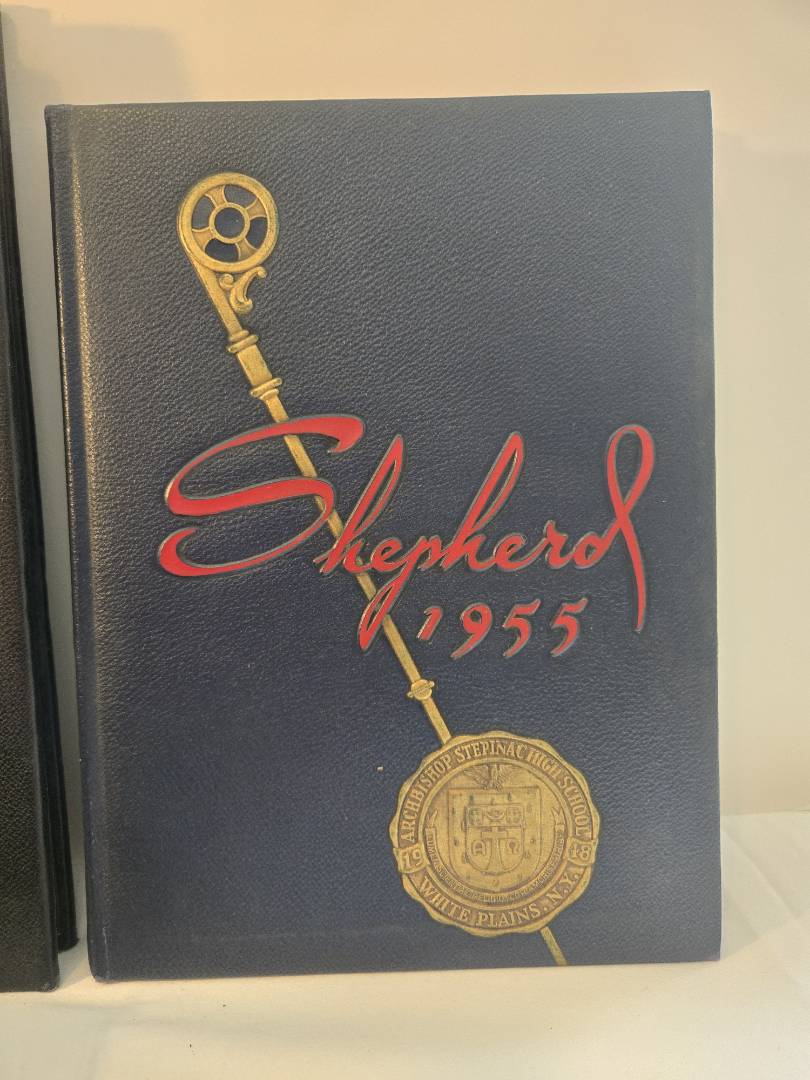 Shepherd
1955
ARCHBISHOP STEPINAC HIGH SCHOOL
19 48
WHITE PLAINS, N.Y.
Α Ω